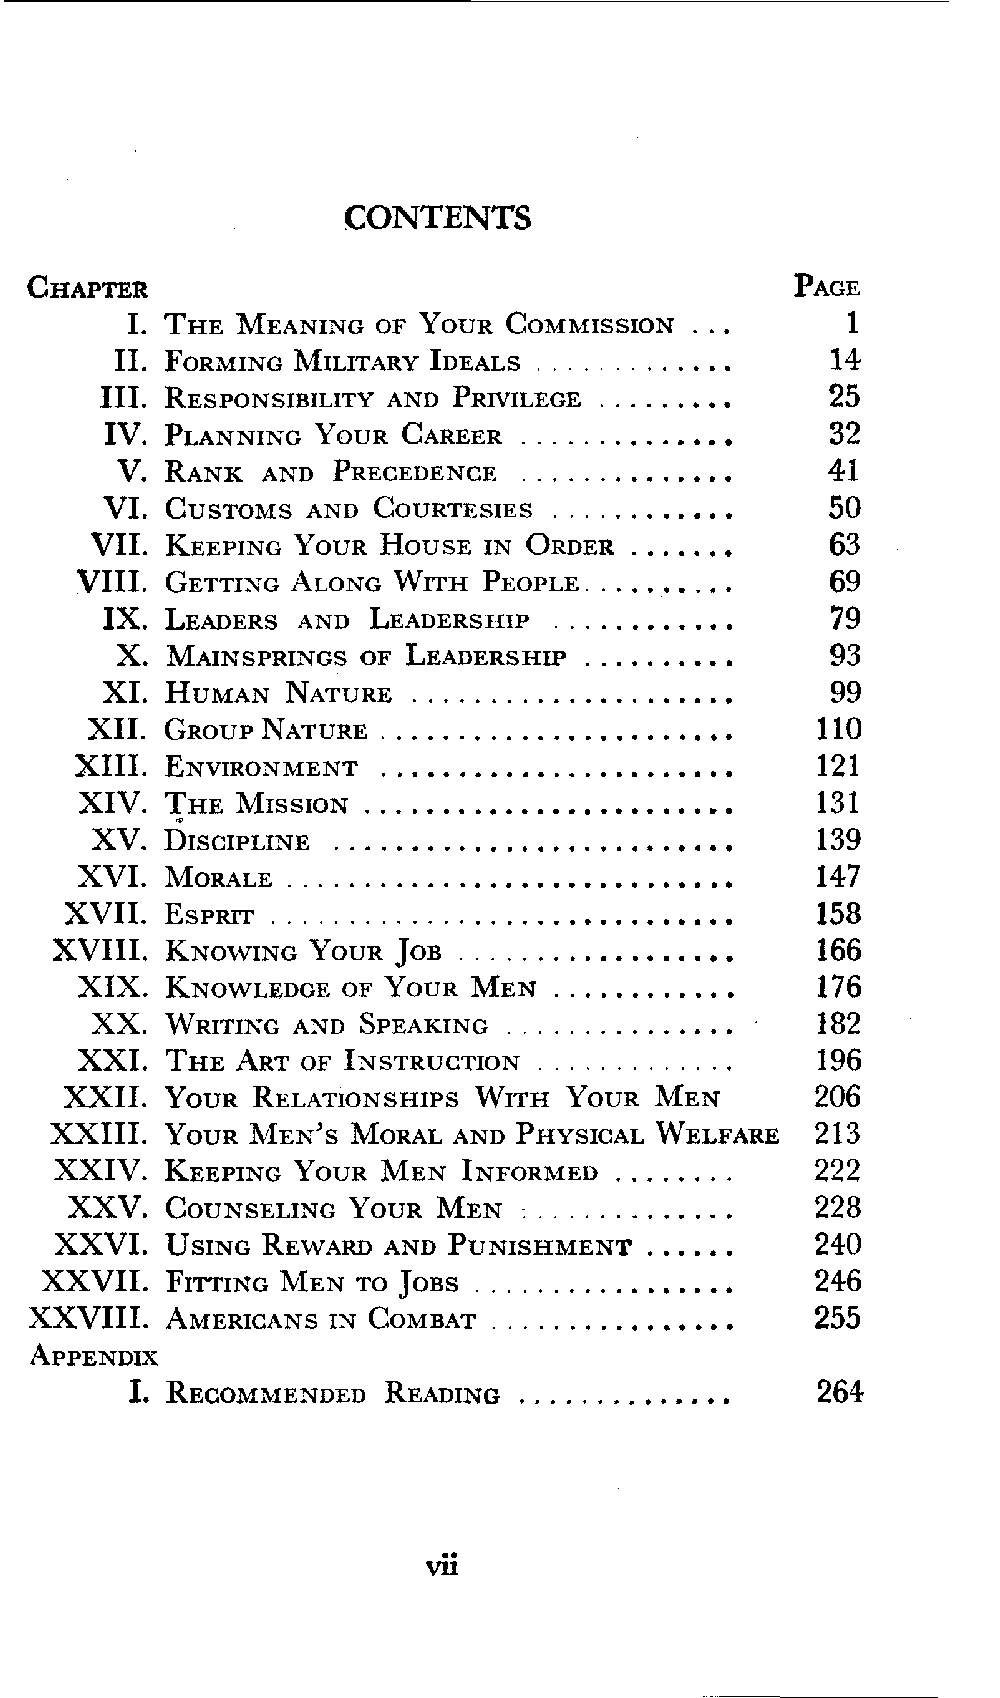 CONTENTS
CHAPTER PAGE
I. THE MEANING OF YOUR COMMISSION ... 1
II. FORMING MILITARY IDEALS ............. 14
III. RESPONSIBILITY AND PRIVILEGE ......... 25
IV. PLANNING YOUR CAREER .............. 32
V. RANK AND PRECEDENCE .............. 41
VI. CUSTOMS AND COURTESIES ............ 50
VII. KEEPING YOUR HOUSE IN ORDER ....... 63
VIII. GETTING ALONG WITH PEOPLE.......... 69
IX. LEADERS AND LEADERSHIP ............ 79
X. MAINSPRINGS OF LEADERSHIP .......... 93
XI. HUMAN NATURE ..................... 99
XII. GROUP NATURE ....................... 110
XIII. ENVIRONMENT ....................... 121
XIV. THE MISSION ........................ 131
XV. DISCIPLINE .......................... 139
XVI. MORALE ............................. 147
XVII. ESPRIT .............................. 158
XVIII. KNOWING YOUR JOB .................. 166
XIX. KNOWLEDGE OF YOUR MEN ............ 176
XX. WRITING AND SPEAKING ............... 182
XXI. THE ART OF INSTRUCTION ............. 196
XXII. YOUR RELATIONSHIPS WITH YOUR MEN 206
XXIII. YOUR MEN'S MORAL AND PHYSICAL WELFARE 213
XXIV. KEEPING YOUR MEN INFORMED ........ 222
XXV. COUNSELING YOUR MEN .............. 228
XXVI. USING REWARD AND PUNISHMENT ...... 240
XXVII. FITTING MEN TO JOBS ................. 246
XXVIII. AMERICANS IN COMBAT ................ 255
APPENDIX
I. RECOMMENDED READING .............. 264
vii